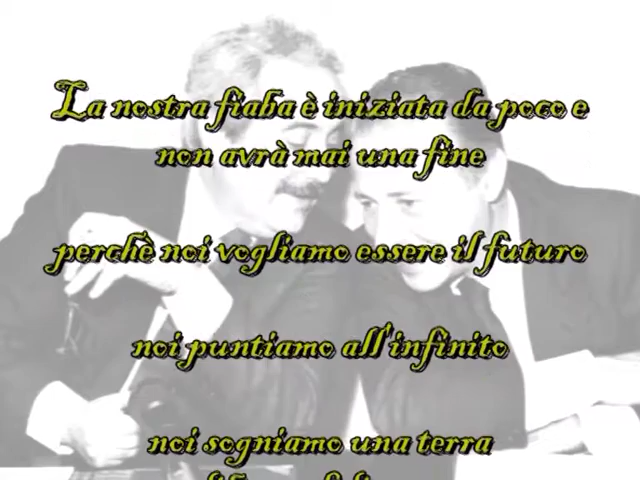 La nostra fiaba è iniziata da poco e
non avrà mai una fine
perchè noi vogliamo essere il futuro
noi puntiamo all'infinito
noi sogniamo una terra